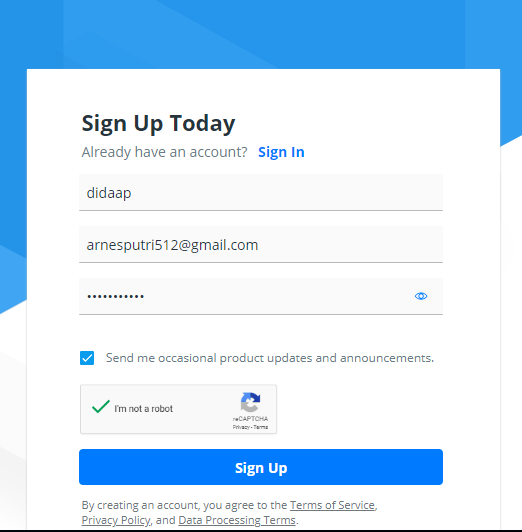 Sign Up Today
Already have an account? Sign In
didaap
arnesputri512@gmail.com
•••••••••••
Send me occasional product updates and announcements.
I'm not a robot
reCAPTCHA
Privacy - Terms
Sign Up
By creating an account, you agree to the Terms of Service,
Privacy Policy, and Data Processing Terms.